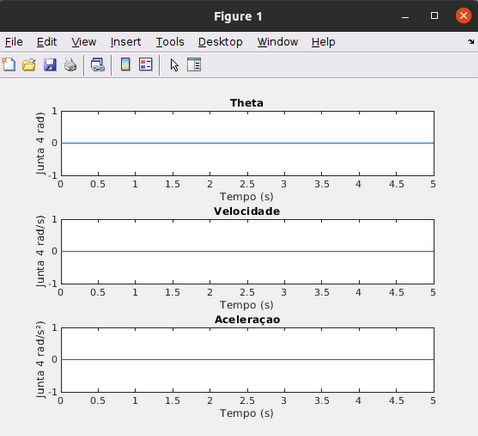 Figure 1
File Edit View Insert Tools Desktop Window Help
Theta
Junta 4 rad)
1
0
-1
0 0.5 1 1.5 2 2.5 3 3.5 4 4.5 5
Tempo (s)
Velocidade
Junta 4 rad/s)
1
0
-1
0 0.5 1 1.5 2 2.5 3 3.5 4 4.5 5
Tempo (s)
Aceleraçao
Junta 4 rad/s²)
1
0
-1
0 0.5 1 1.5 2 2.5 3 3.5 4 4.5 5
Tempo (s)